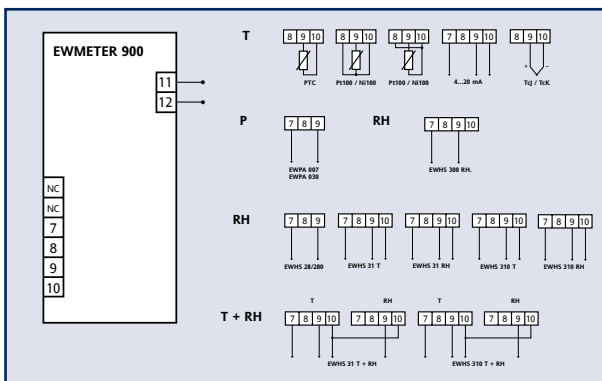 EWMETER 900
11
12
NC
NC
7
8
9
10
T
8 9 10
PTC
8 9 10
Pt100 / Ni100
8 9 10
Pt100 / Ni100
7 8 9 10
4...20 mA
8 9 10
+ –
TcJ / TcK
P
7 8 9
EWPA 007
EWPA 030
RH
7 8 9 10
EWHS 300 RH.
RH
7 8 9
EWHS 28/280
7 8 9 10
EWHS 31 T
7 8 9 10
EWHS 31 RH
7 8 9 10
EWHS 310 T
7 8 9 10
EWHS 310 RH
T + RH
T RH
7 8 9 10 7 8 9 10
EWHS 31 T + RH
T RH
7 8 9 10 7 8 9 10
EWHS 310 T + RH